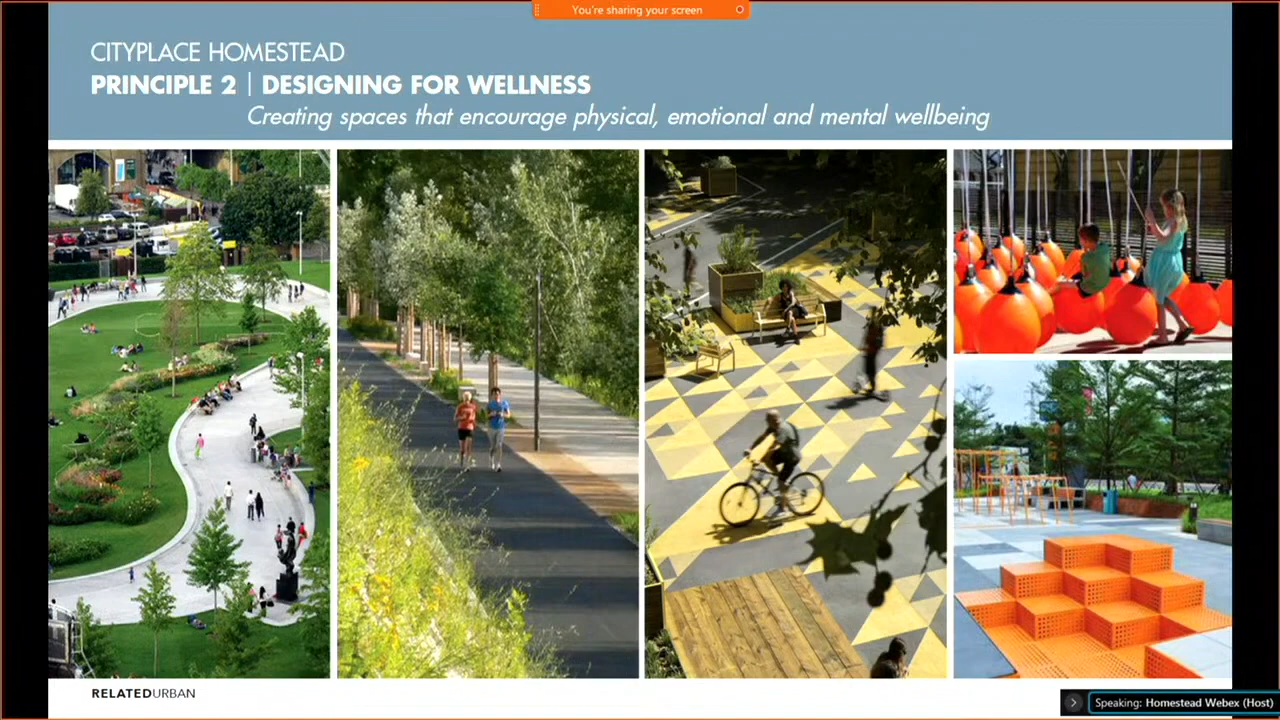 You're sharing your screen
CITYPLACE HOMESTEAD
PRINCIPLE 2 | DESIGNING FOR WELLNESS
Creating spaces that encourage physical, emotional and mental wellbeing
RELATEDURBAN
Speaking: Homestead Webex (Host)